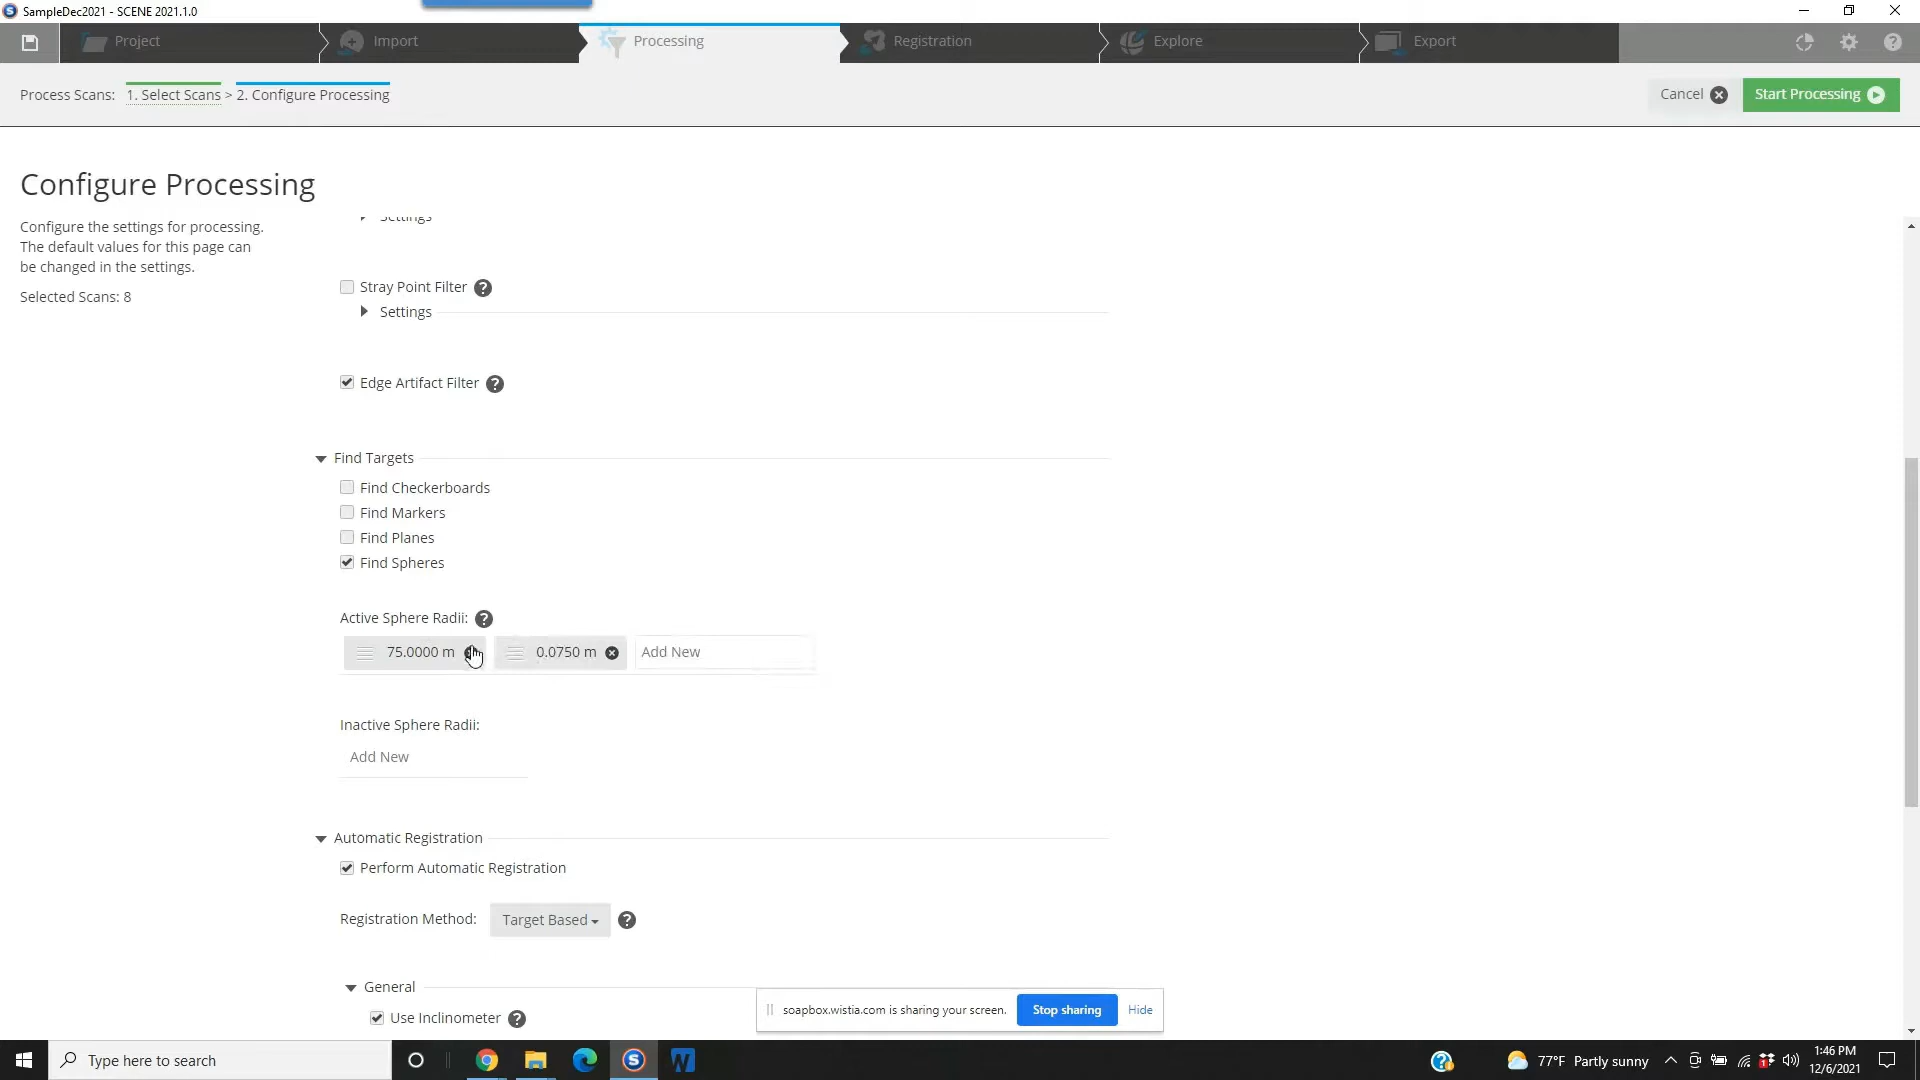 SampleDec2021 - SCENE 2021.1.0
Project
Import
Processing
Registration
Explore
Export
Process Scans: 1. Select Scans > 2. Configure Processing
Cancel
Start Processing
Configure Processing
Configure the settings for processing.
The default values for this page can
be changed in the settings.
Selected Scans: 8
Settings
Stray Point Filter ?
Settings
Edge Artifact Filter ?
Find Targets
Find Checkerboards
Find Markers
Find Planes
Find Spheres
Active Sphere Radii: ?
75.0000 m
0.0750 m
Add New
Inactive Sphere Radii:
Add New
Automatic Registration
Perform Automatic Registration
Registration Method: Target Based ?
General
Use Inclinometer ?
soapbox.wistia.com is sharing your screen.
Stop sharing
Hide
Type here to search
77°F Partly sunny
1:46 PM
12/6/2021